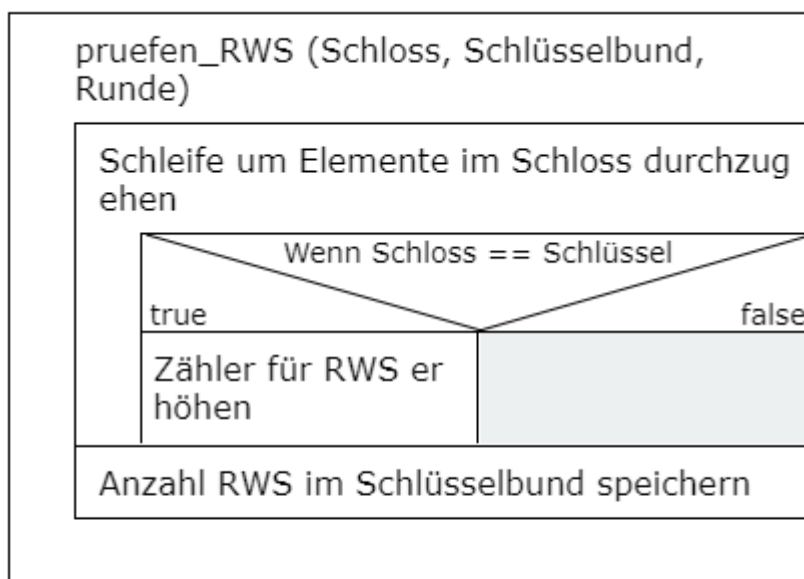 pruefen_RWS (Schloss, Schlüsselbund,
Runde)
Schleife um Elemente im Schloss durchzug
ehen
Wenn Schloss == Schlüssel
true
false
Zähler für RWS er
höhen
Anzahl RWS im Schlüsselbund speichern